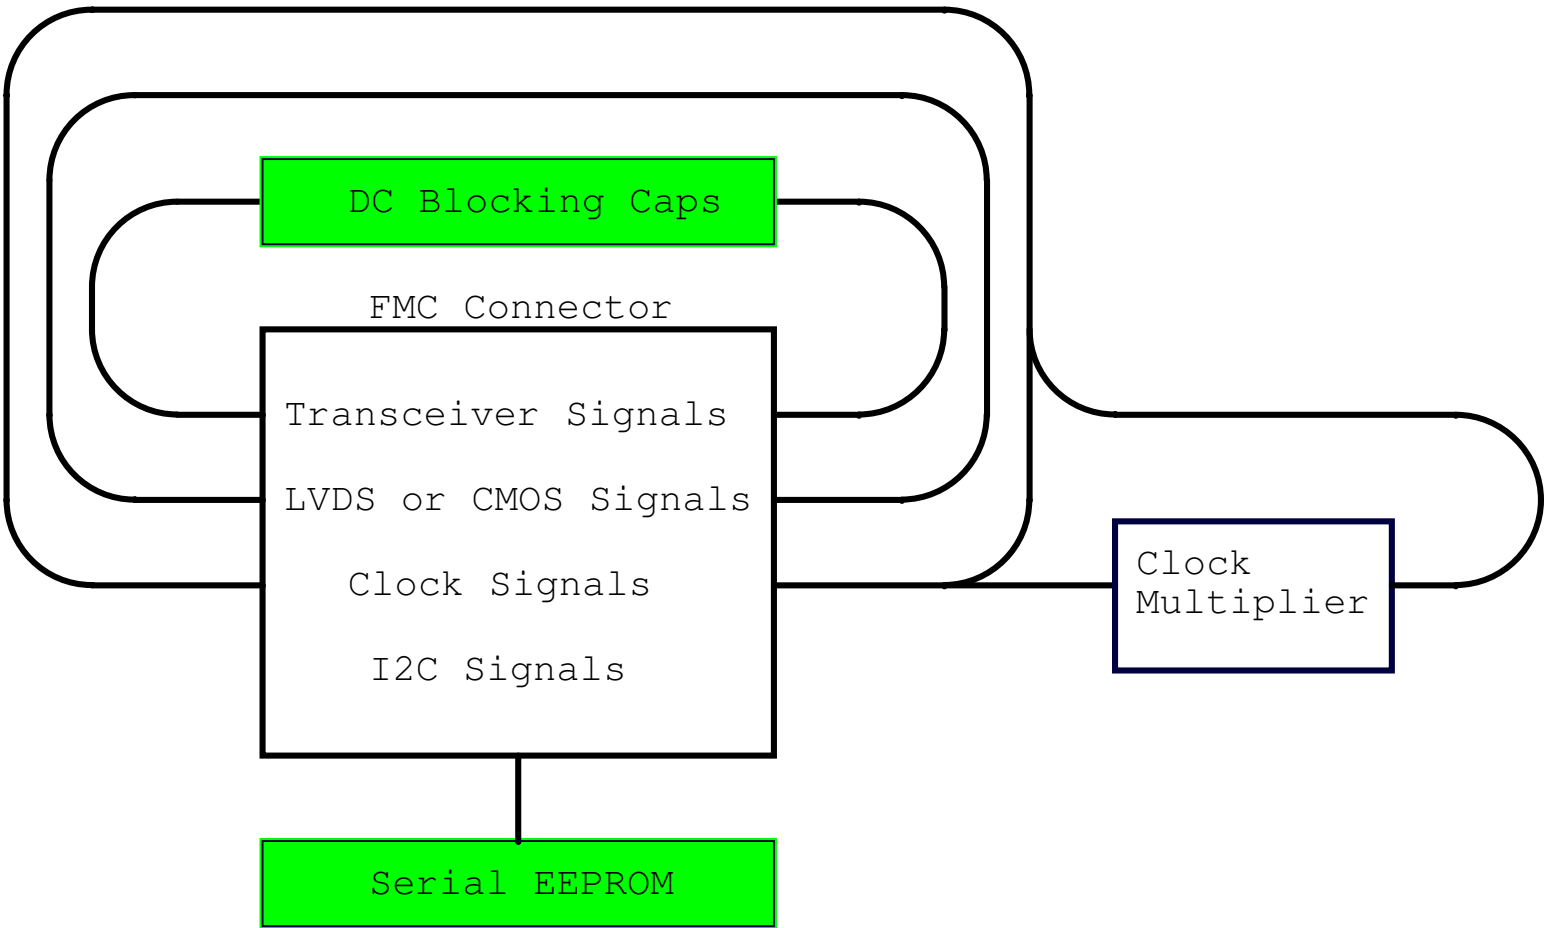 DC Blocking Caps
FMC Connector
Transceiver Signals
LVDS or CMOS Signals
Clock Signals
I2C Signals
Clock
Multiplier
Serial EEPROM